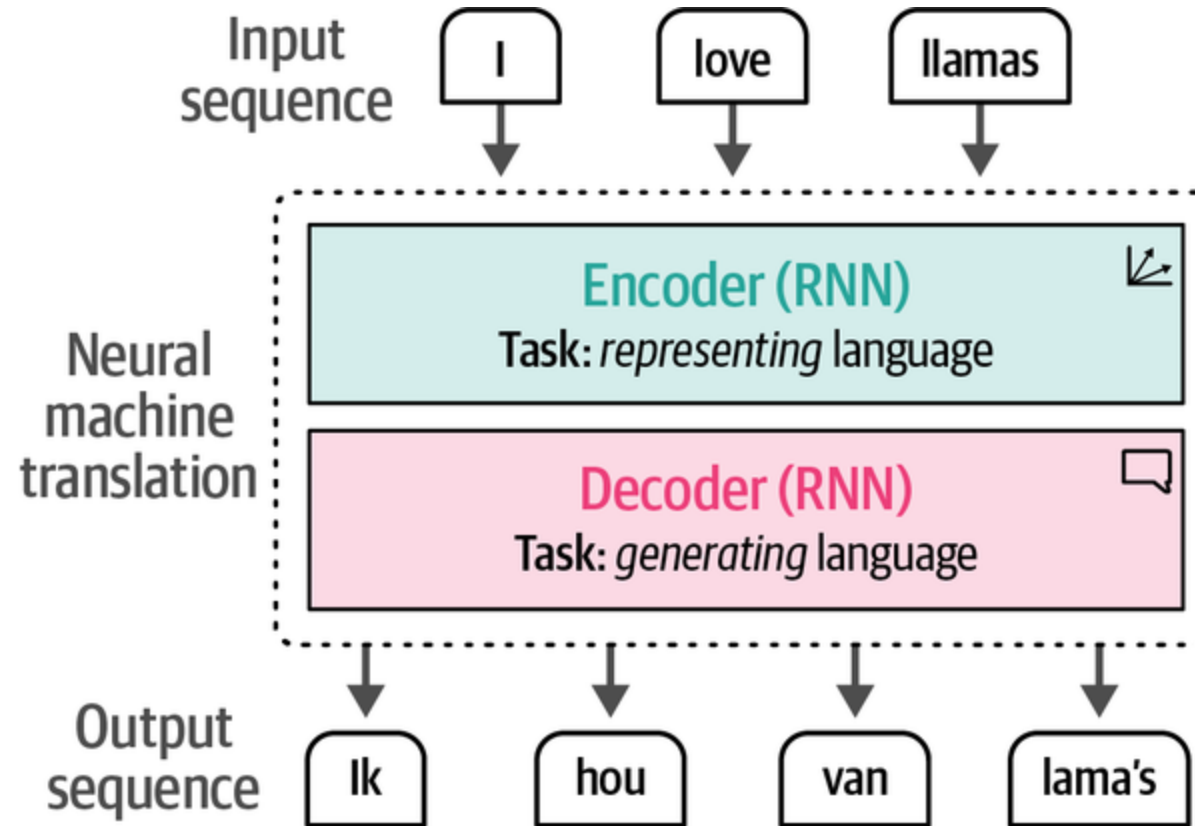 Input
sequence
I
love
llamas
Neural
machine
translation
Encoder (RNN)
Task: representing language
Decoder (RNN)
Task: generating language
Output
sequence
Ik
hou
van
lama's